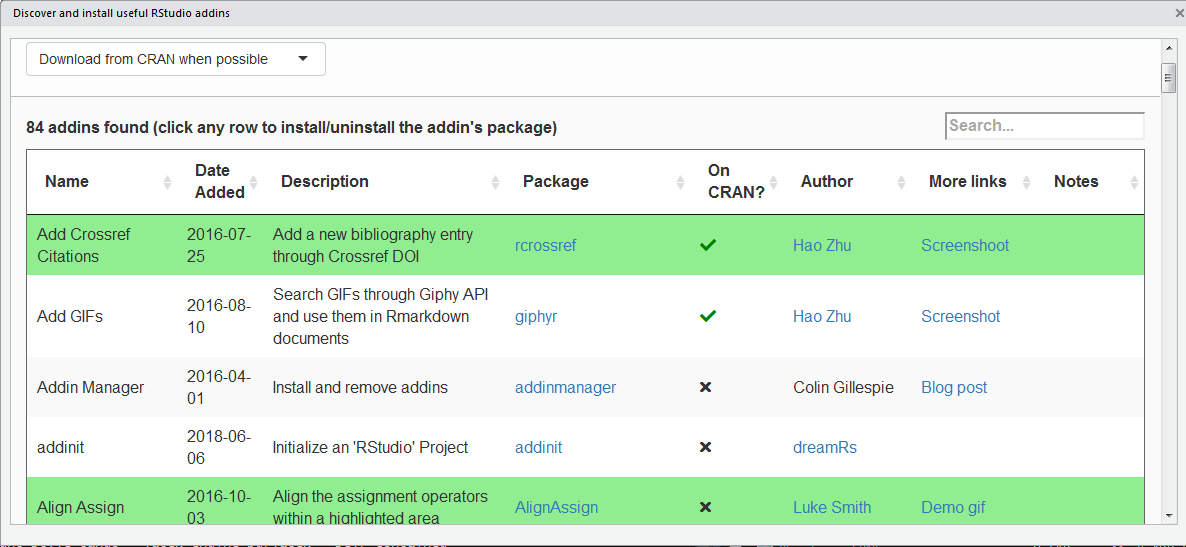 Discover and install useful RStudio addins
Download from CRAN when possible
84 addins found (click any row to install/uninstall the addin's package)
Search...
Name
Date
Added
Description
Package
On
CRAN?
Author
More links
Notes
Add Crossref
Citations
2016-07-
25
Add a new bibliography entry
through Crossref DOI
rcrossref
Hao Zhu
Screenshoot
Add GIFs
2016-08-
10
Search GIFs through Giphy API
and use them in Rmarkdown
documents
giphyr
Hao Zhu
Screenshot
Addin Manager
2016-04-
01
Install and remove addins
addinmanager
Colin Gillespie
Blog post
addinit
2018-06-
06
Initialize an 'RStudio' Project
addinit
dreamRs
Align Assign
2016-10-
03
Align the assignment operators
within a highlighted area
AlignAssign
Luke Smith
Demo gif